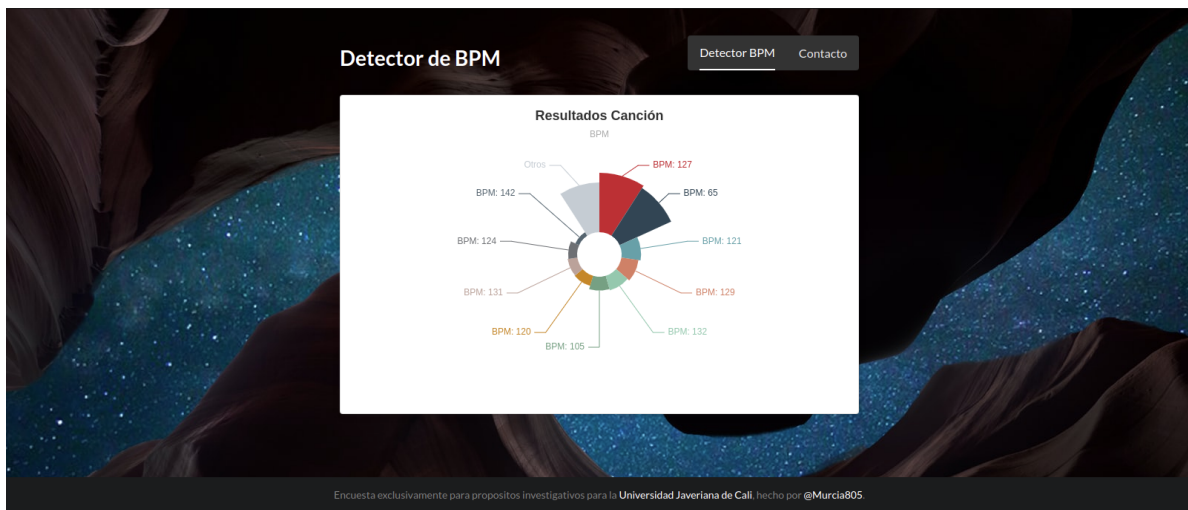 Detector de BPM
Detector BPM
Contacto
Resultados Canción
BPM
Otros
BPM: 127
BPM: 142
BPM: 65
BPM: 124
BPM: 121
BPM: 131
BPM: 129
BPM: 120
BPM: 132
BPM: 105
Encuesta exclusivamente para propositos investigativos para la Universidad Javeriana de Cali, hecho por @Murcia805.